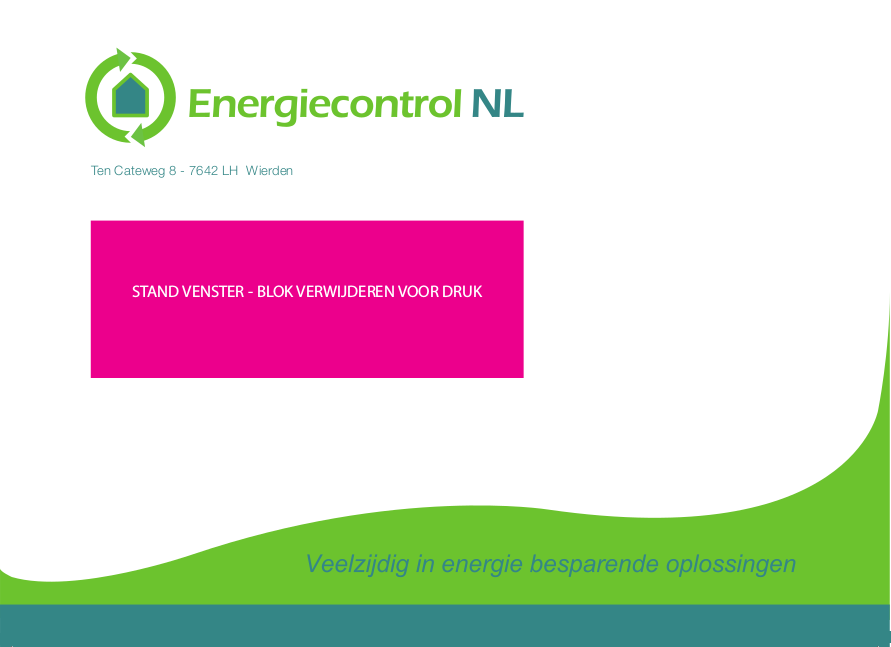 Energiecontrol NL
Ten Cateweg 8 - 7642 LH Wierden
STAND VENSTER - BLOK VERWIJDEREN VOOR DRUK
Veelzijdig in energie besparende oplossingen